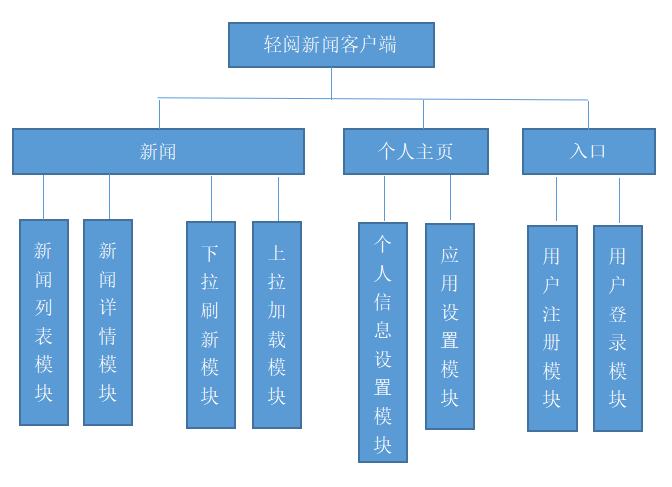 轻阅新闻客户端
新闻
个人主页
入口
新闻列表模块
新闻详情模块
下拉刷新模块
上拉加载模块
个人信息设置模块
应用设置模块
用户注册模块
用户登录模块